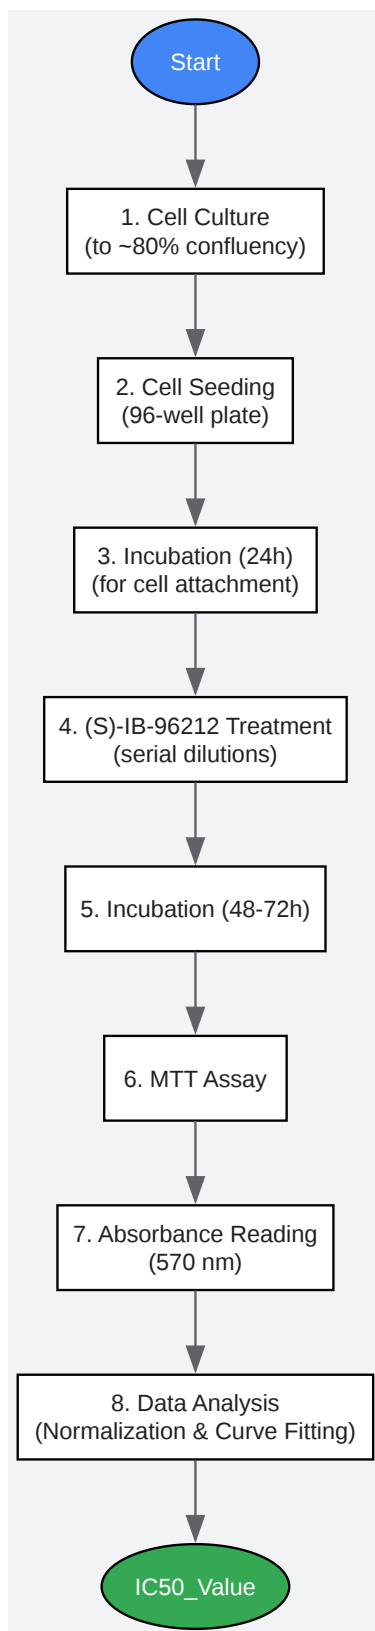 Start
1. Cell Culture
(to ~80% confluency)
2. Cell Seeding
(96-well plate)
3. Incubation (24h)
(for cell attachment)
4. (S)-IB-96212 Treatment
(serial dilutions)
5. Incubation (48-72h)
6. MTT Assay
7. Absorbance Reading
(570 nm)
8. Data Analysis
(Normalization & Curve Fitting)
IC50_Value